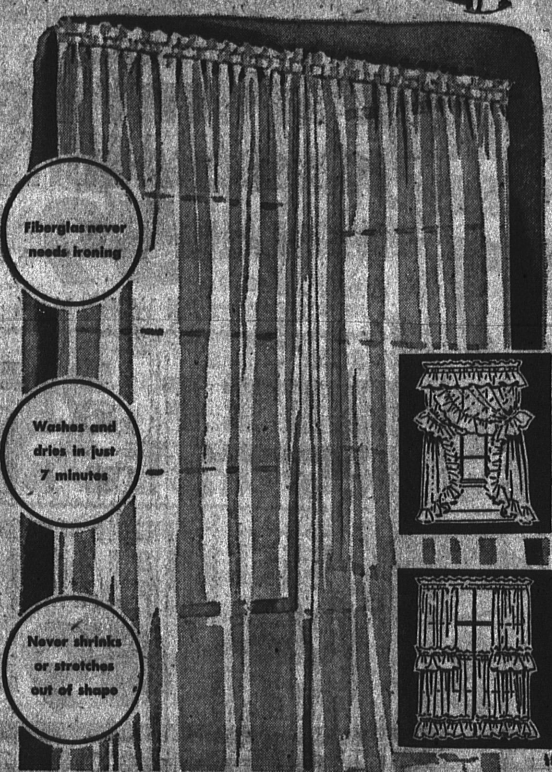 Fiberglas never
needs ironing
Washes and
dries in just
7 minutes
Never shrinks
or stretches
out of shape